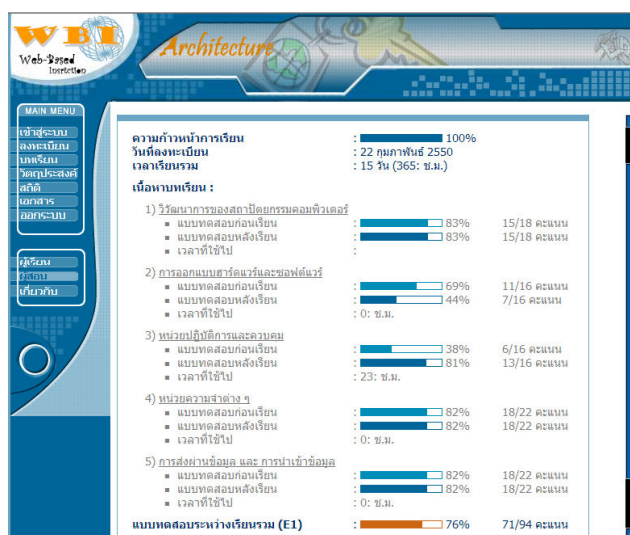 WBI
Web-Based
Insrtction
Architecture
MAIN MENU
เข้าสู่ระบบ
ลงทะเบียน
บทเรียน
วัตถุประสงค์
สถิติ
เอกสาร
ออกระบบ
ผู้เรียน
ผู้สอน
เกี่ยวกับ
ความก้าวหน้าการเรียน : 100%
วันที่ลงทะเบียน : 22 กุมภาพันธ์ 2550
เวลาเรียนรวม : 15 วัน (365: ช.ม.)
เนื้อหาบทเรียน :
1) วิวัฒนาการของสถาปัตยกรรมคอมพิวเตอร์
แบบทดสอบก่อนเรียน : 83% 15/18 คะแนน
แบบทดสอบหลังเรียน : 83% 15/18 คะแนน
เวลาที่ใช้ไป :
2) การออกแบบฮาร์ดแวร์และซอฟต์แวร์
แบบทดสอบก่อนเรียน : 69% 11/16 คะแนน
แบบทดสอบหลังเรียน : 44% 7/16 คะแนน
เวลาที่ใช้ไป : 0: ช.ม.
3) หน่วยปฏิบัติการและควบคุม
แบบทดสอบก่อนเรียน : 38% 6/16 คะแนน
แบบทดสอบหลังเรียน : 81% 13/16 คะแนน
เวลาที่ใช้ไป : 23: ช.ม.
4) หน่วยความจำต่าง ๆ
แบบทดสอบก่อนเรียน : 82% 18/22 คะแนน
แบบทดสอบหลังเรียน : 82% 18/22 คะแนน
เวลาที่ใช้ไป : 0: ช.ม.
5) การส่งผ่านข้อมูล และ การนำเข้าข้อมูล
แบบทดสอบก่อนเรียน : 82% 18/22 คะแนน
แบบทดสอบหลังเรียน : 82% 18/22 คะแนน
เวลาที่ใช้ไป : 0: ช.ม.
แบบทดสอบระหว่างเรียนรวม (E1) : 76% 71/94 คะแนน